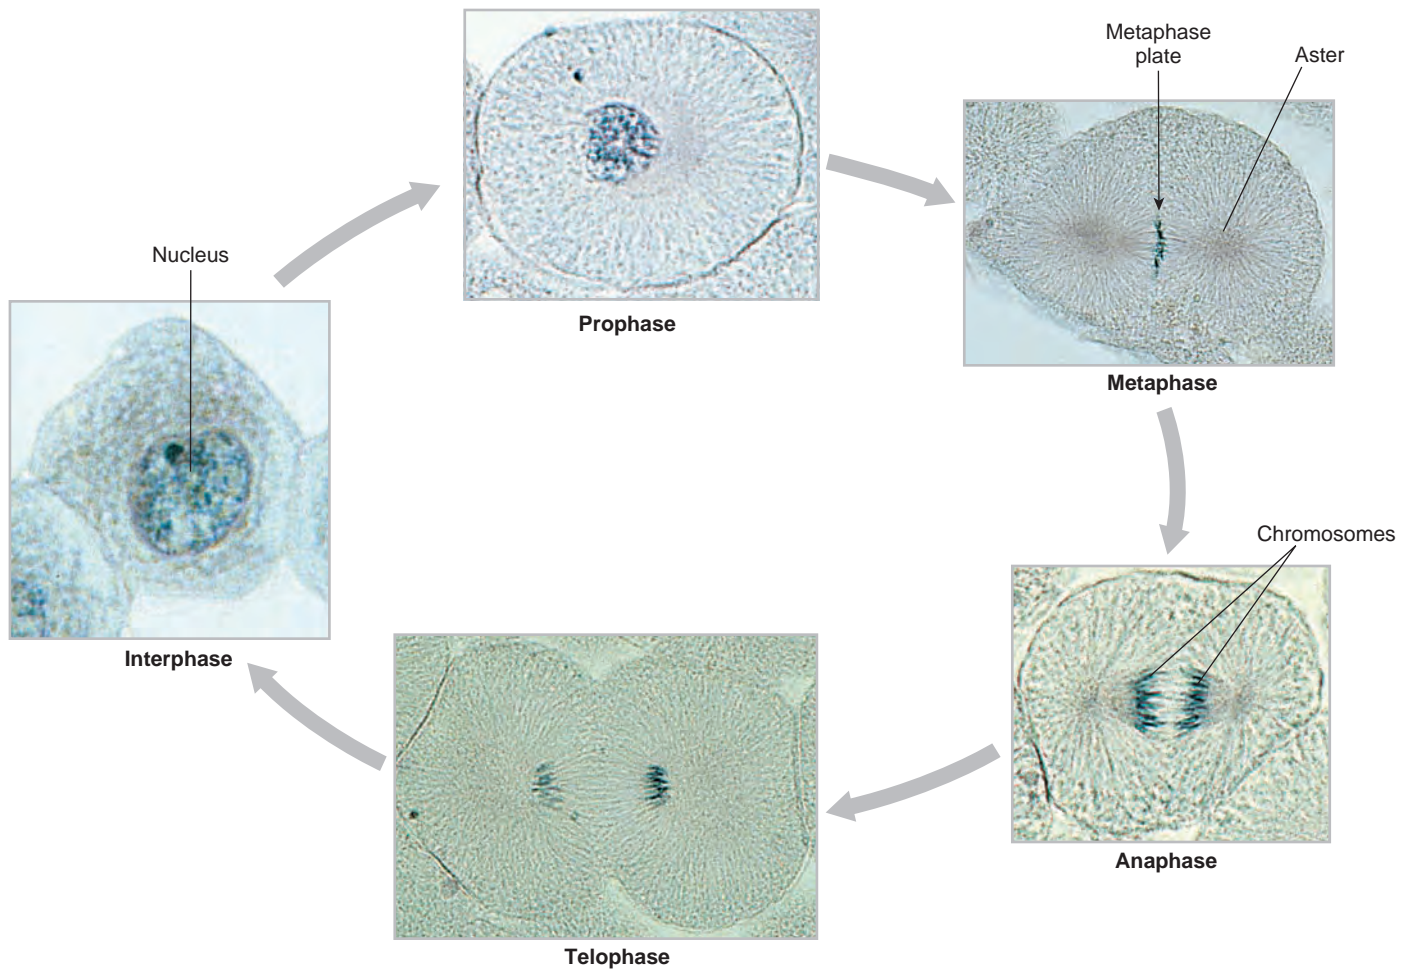 Metaphase
plate
Aster
Nucleus
Prophase
Metaphase
Chromosomes
Interphase
Anaphase
Telophase